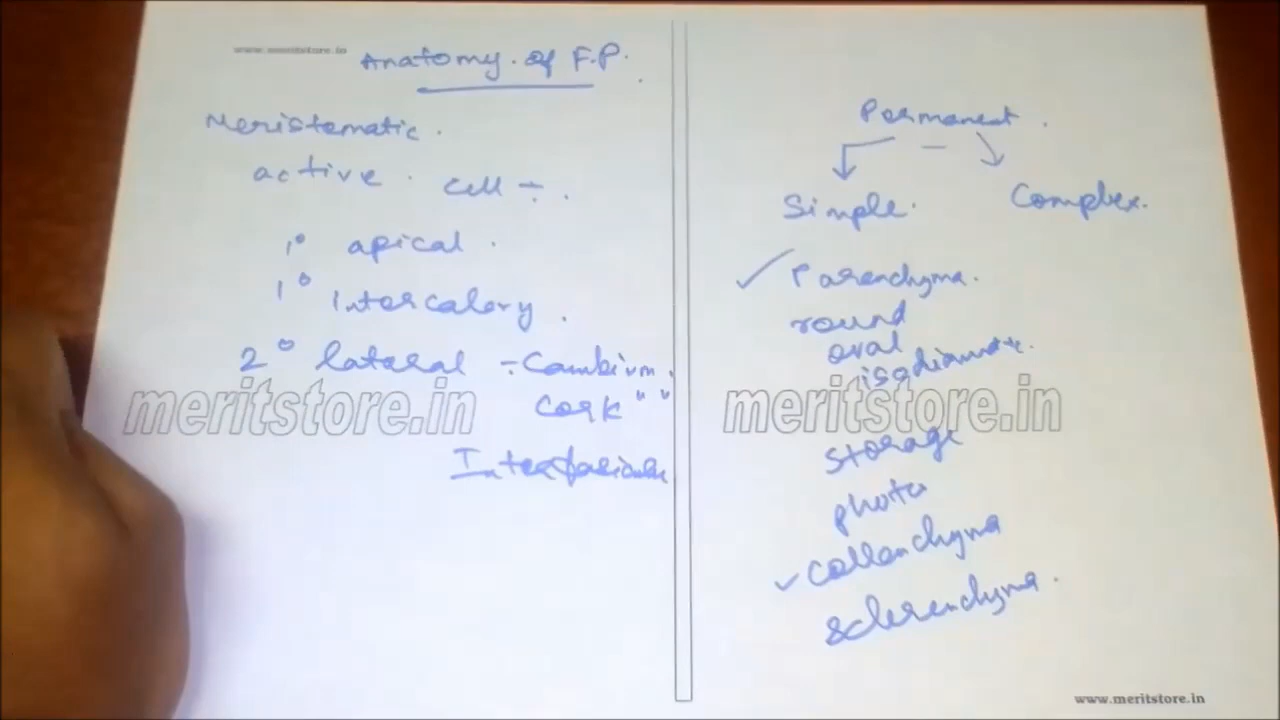 www.meritstore.in
Anatomy of F.P.
Meristematic.
active. Cell ÷.
1° apical.
1° Intercalary.
2° lateral ÷ Cambium.
Cork " "
meritstore.in
Permanent.
Simple. Complex.
✓ Parenchyma.
round
oval
isodiametric.
meritstore.in
storage
photo
✓ Collenchyma
sclerenchyma.
www.meritstore.in